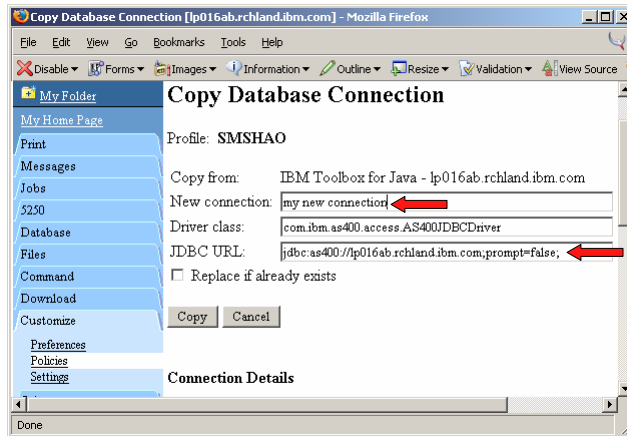 Copy Database Connection [lp016ab.rchland.ibm.com] - Mozilla Firefox
File Edit View Go Bookmarks Tools Help
Disable Forms Images Information Outline Resize Validation View Source
My Folder
My Home Page
Print
Messages
Jobs
5250
Database
Files
Command
Download
Customize
Preferences
Policies
Settings
Copy Database Connection
Profile: SMSHAO
Copy from: IBM Toolbox for Java - lp016ab.rchland.ibm.com
New connection: my new connection
Driver class: com.ibm.as400.access.AS400JDBCDriver
JDBC URL: jdbc:as400://lp016ab.rchland.ibm.com;prompt=false;
Replace if already exists
Copy Cancel
Connection Details
Done